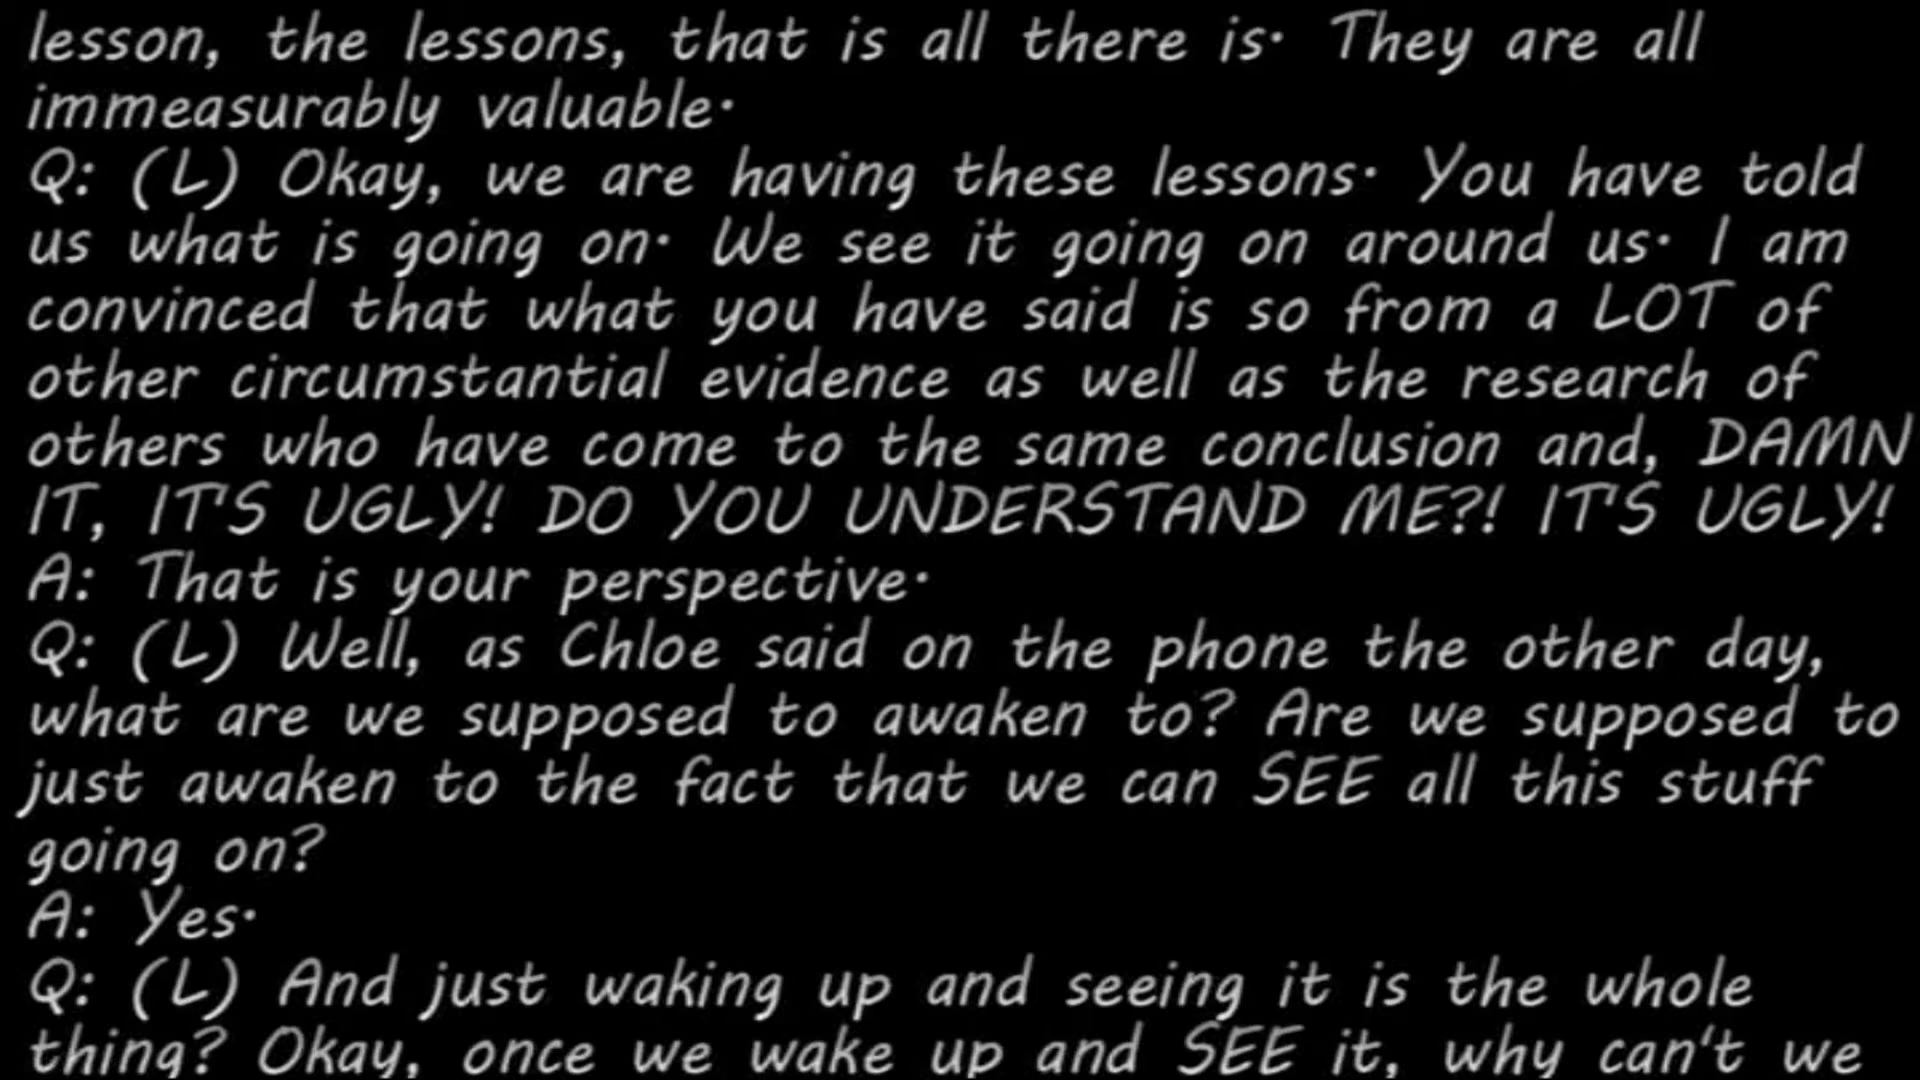 lesson, the lessons, that is all there is. They are all
immeasurably valuable.
Q: (L) Okay, we are having these lessons. You have told
us what is going on. We see it going on around us. I am
convinced that what you have said is so from a LOT of
other circumstantial evidence as well as the research of
others who have come to the same conclusion and, DAMN
IT, IT'S UGLY! DO YOU UNDERSTAND ME?! IT'S UGLY!
A: That is your perspective.
Q: (L) Well, as Chloe said on the phone the other day,
what are we supposed to awaken to? Are we supposed to
just awaken to the fact that we can SEE all this stuff
going on?
A: Yes.
Q: (L) And just waking up and seeing it is the whole
thing? Okay, once we wake up and SEE it, why can't we